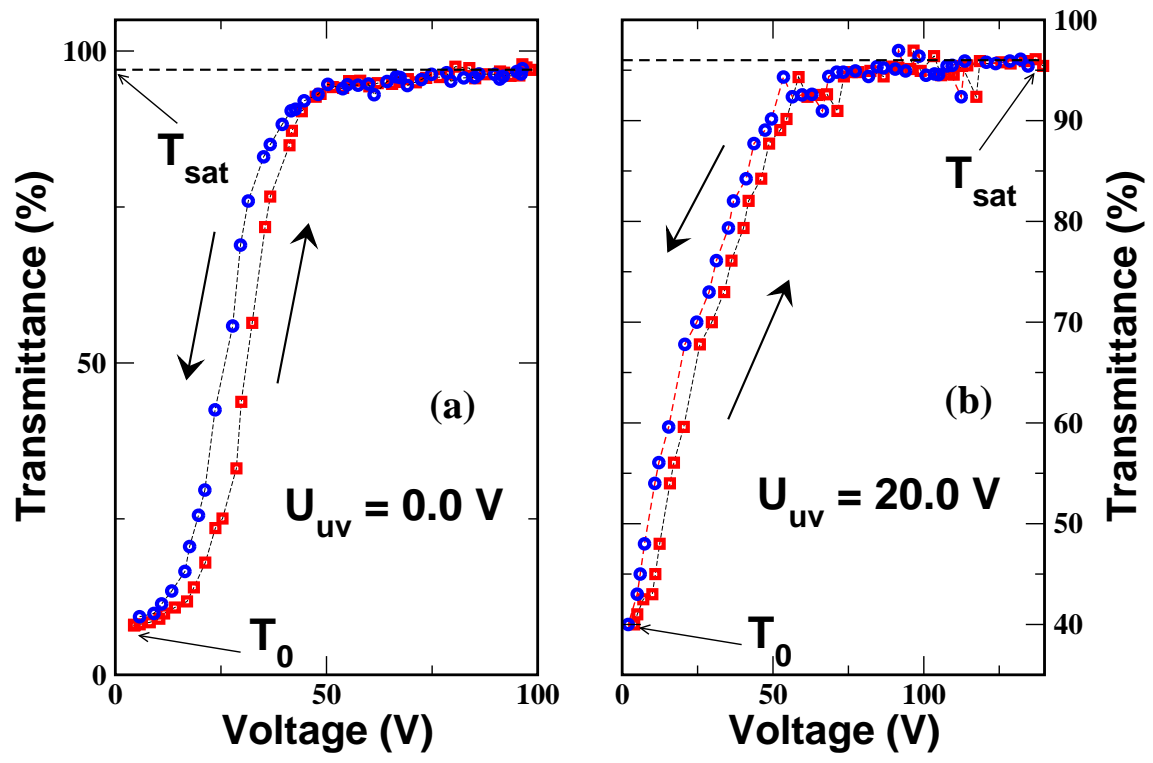 100
50
0
Transmittance (%)
T_sat
(a)
U_uv = 0.0 V
T_0
0 50 100
Voltage (V)
100
90
80
70
60
50
40
Transmittance (%)
T_sat
(b)
U_uv = 20.0 V
T_0
0 50 100
Voltage (V)